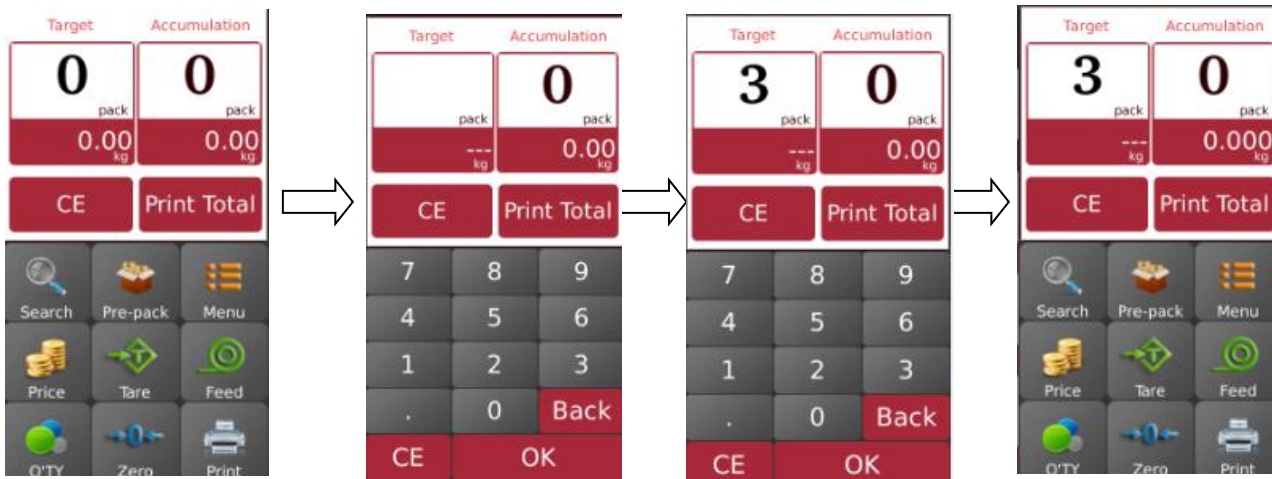 Target Accumulation
0 0
pack pack
0.00 0.00
kg kg
CE Print Total
Search Pre-pack Menu
Price Tare Feed
Q'TY Zero Print
Target Accumulation
0
pack pack
--- 0.00
kg kg
CE Print Total
7 8 9
4 5 6
1 2 3
. 0 Back
CE OK
Target Accumulation
3 0
pack pack
--- 0.00
kg kg
CE Print Total
7 8 9
4 5 6
1 2 3
. 0 Back
CE OK
Target Accumulation
3 0
pack pack
--- 0.000
kg kg
CE Print Total
Search Pre-pack Menu
Price Tare Feed
Q'TY Zero Print